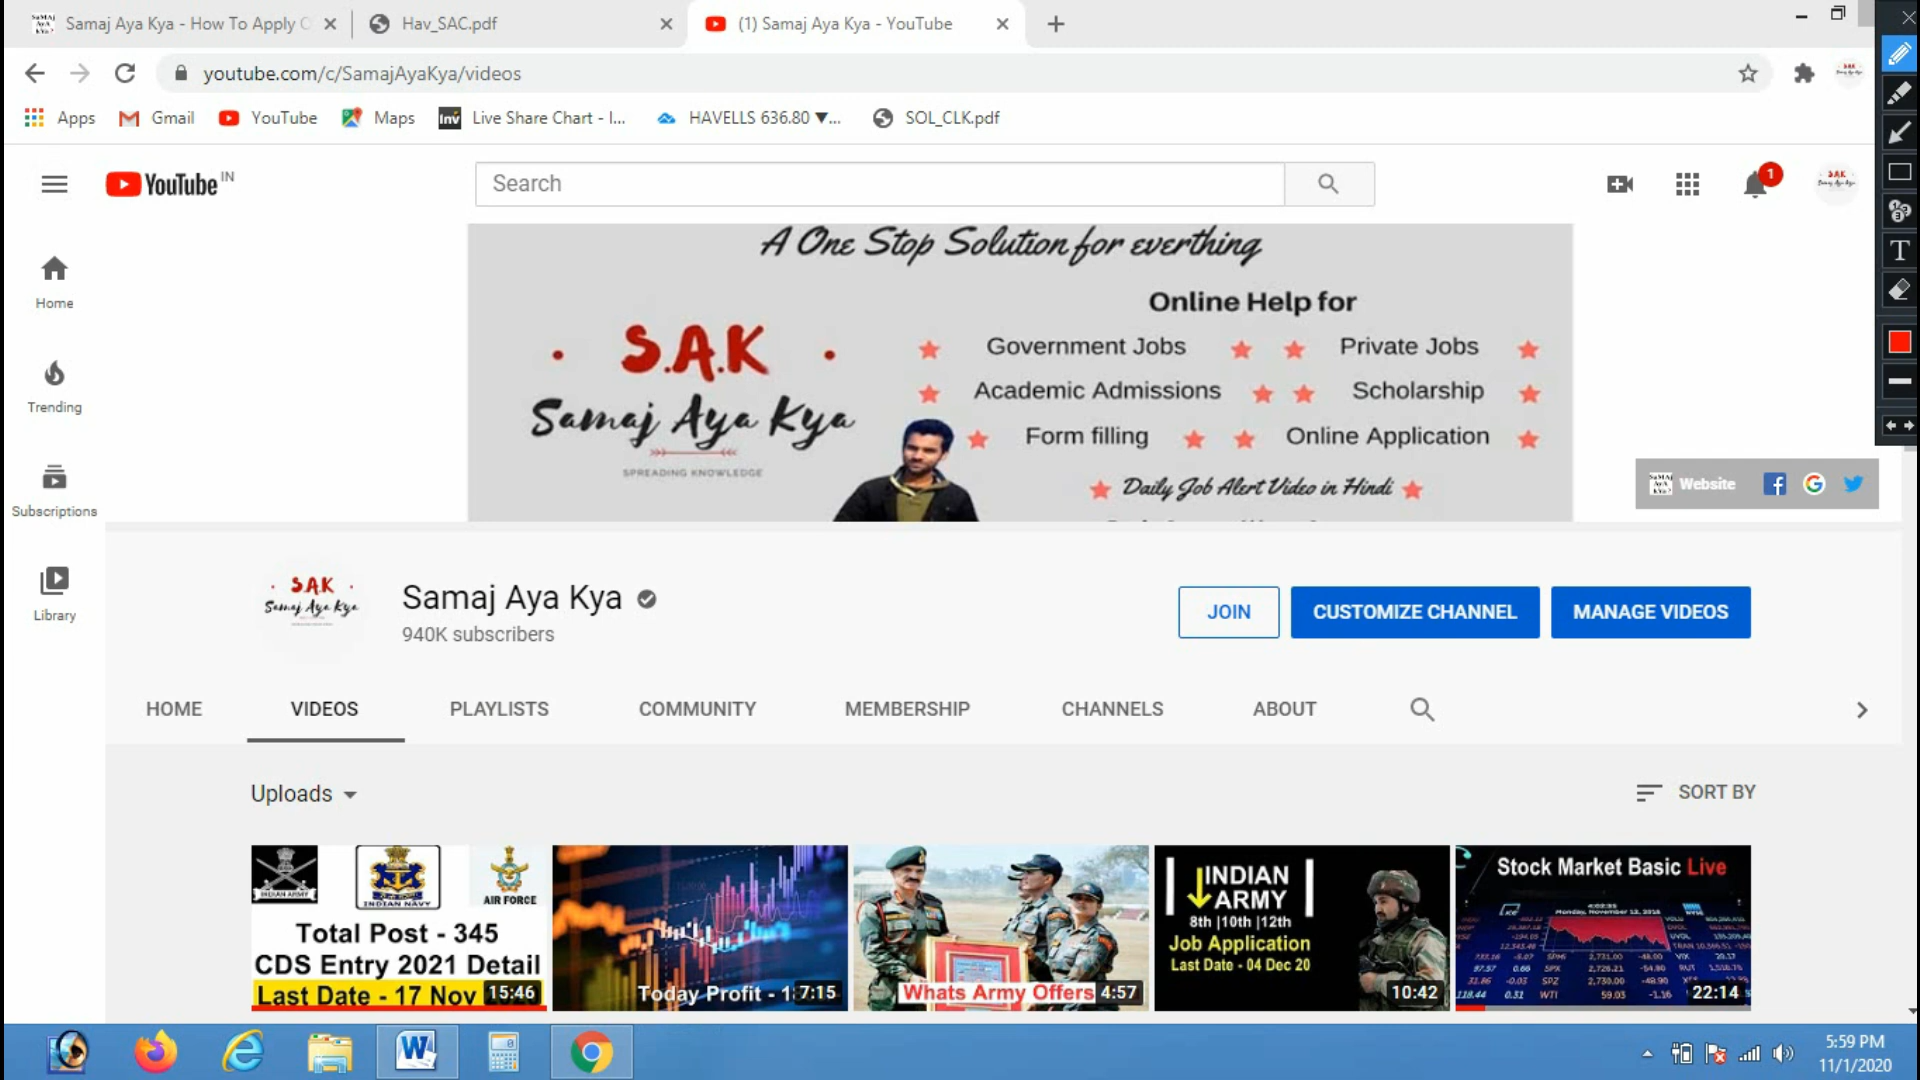 Samaj Aya Kya - How To Apply O
Hav_SAC.pdf
(1) Samaj Aya Kya - YouTube
youtube.com/c/SamajAyaKya/videos
Apps
Gmail
YouTube
Maps
Inv
Live Share Chart - I...
HAVELLS 636.80 ▼...
SOL_CLK.pdf
YouTube IN
Search
1
Home
Trending
Subscriptions
Library
A One Stop Solution for everthing
Online Help for
S.A.K
Government Jobs
Private Jobs
Samaj Aya Kya
Academic Admissions
Scholarship
SPREADING KNOWLEDGE
Form filling
Online Application
Daily Job Alert Video in Hindi
Website
S.A.K
Samaj Aya Kya
Samaj Aya Kya
940K subscribers
JOIN
CUSTOMIZE CHANNEL
MANAGE VIDEOS
HOME
VIDEOS
PLAYLISTS
COMMUNITY
MEMBERSHIP
CHANNELS
ABOUT
Uploads
SORT BY
INDIAN ARMY
INDIAN NAVY
AIR FORCE
Total Post - 345
CDS Entry 2021 Detail
Last Date - 17 Nov
15:46
Today Profit - 1
7:15
Whats Army Offers
4:57
INDIAN
ARMY
8th |10th |12th
Job Application
Last Date - 04 Dec 20
10:42
Stock Market Basic Live
22:14
5:59 PM
11/1/2020